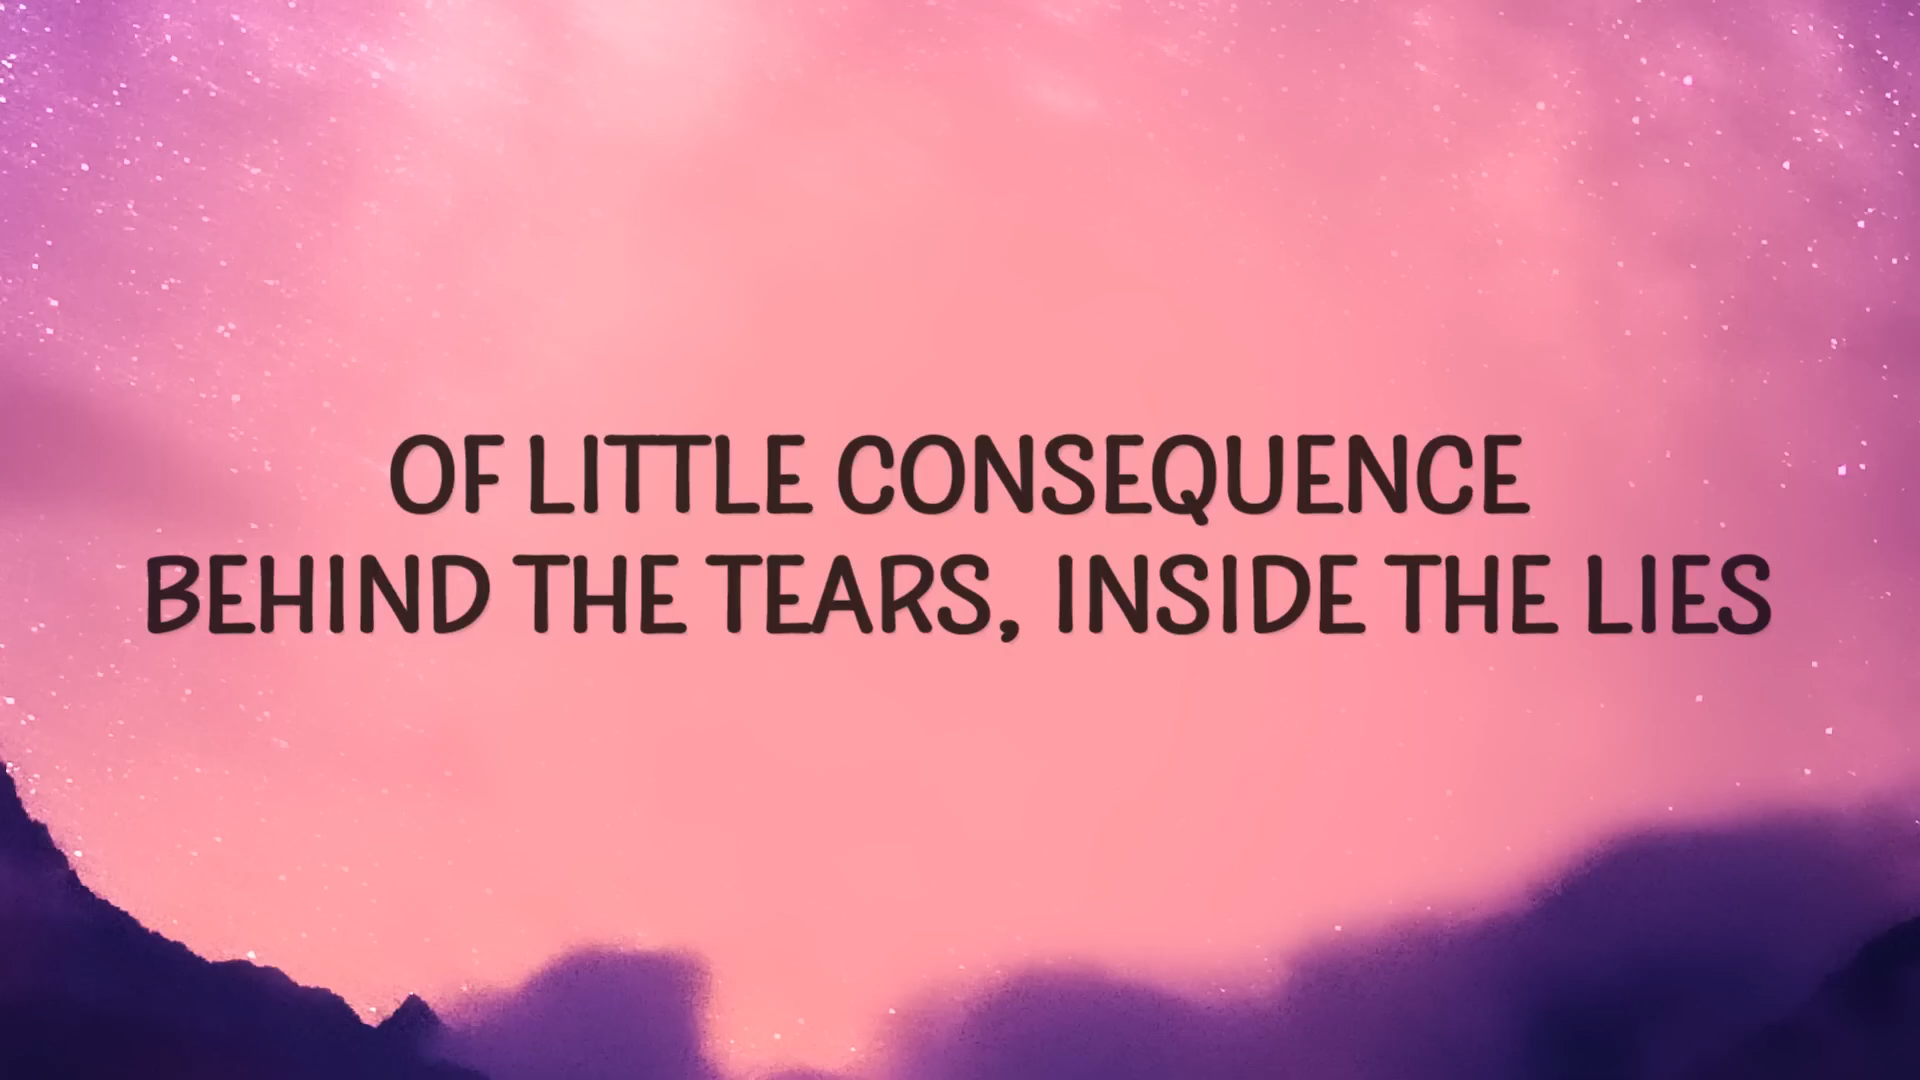 OF LITTLE CONSEQUENCE
BEHIND THE TEARS, INSIDE THE LIES